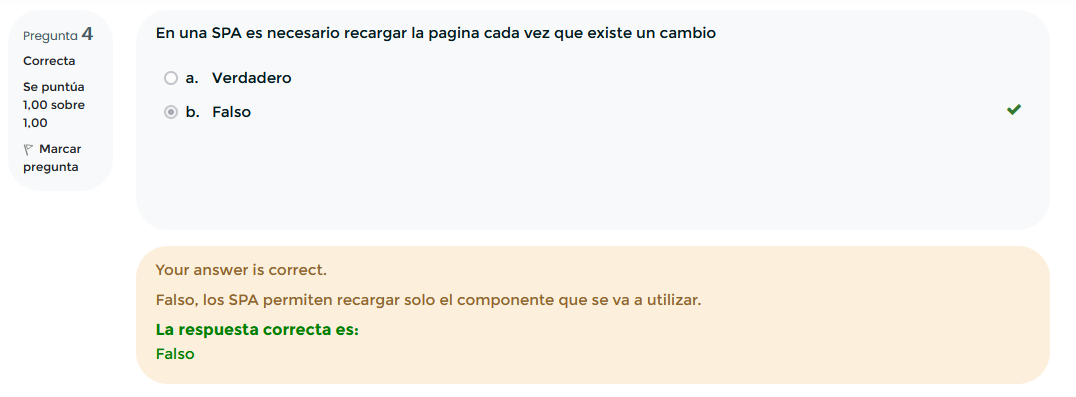 Pregunta 4
Correcta
Se puntúa
1,00 sobre
1,00
Marcar
pregunta
En una SPA es necesario recargar la pagina cada vez que existe un cambio
a. Verdadero
b. Falso
Your answer is correct.
Falso, los SPA permiten recargar solo el componente que se va a utilizar.
La respuesta correcta es:
Falso